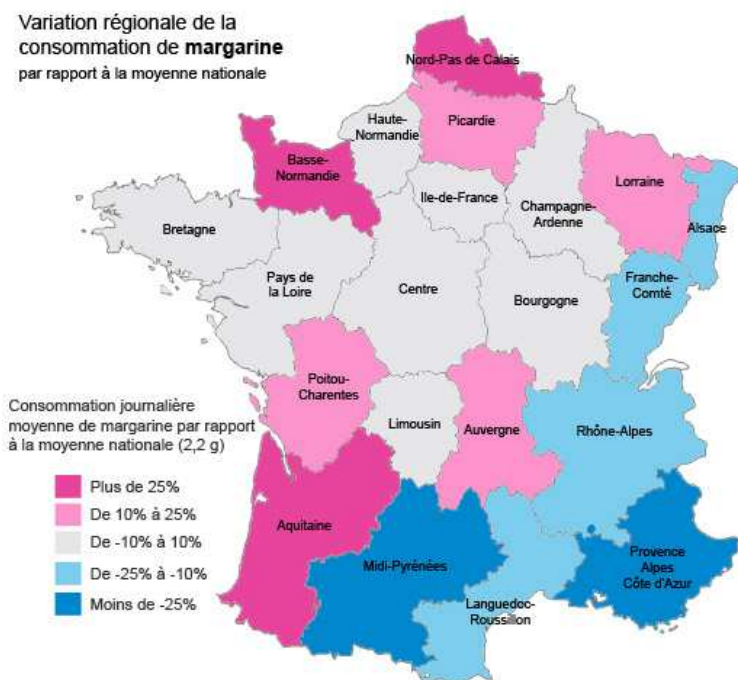 Variation régionale de la
consommation de margarine
par rapport à la moyenne nationale
Nord-Pas de Calais
Haute-
Normandie
Picardie
Basse-
Normandie
Ile-de-France
Champagne-
Ardenne
Lorraine
Alsace
Bretagne
Pays de
la Loire
Centre
Bourgogne
Franche-
Comté
Poitou-
Charentes
Limousin
Auvergne
Rhône-Alpes
Aquitaine
Midi-Pyrénées
Languedoc-
Roussillon
Provence
Alpes
Côte d'Azur
Consommation journalière
moyenne de margarine par rapport
à la moyenne nationale (2,2 g)
Plus de 25%
De 10% à 25%
De -10% à 10%
De -25% à -10%
Moins de -25%